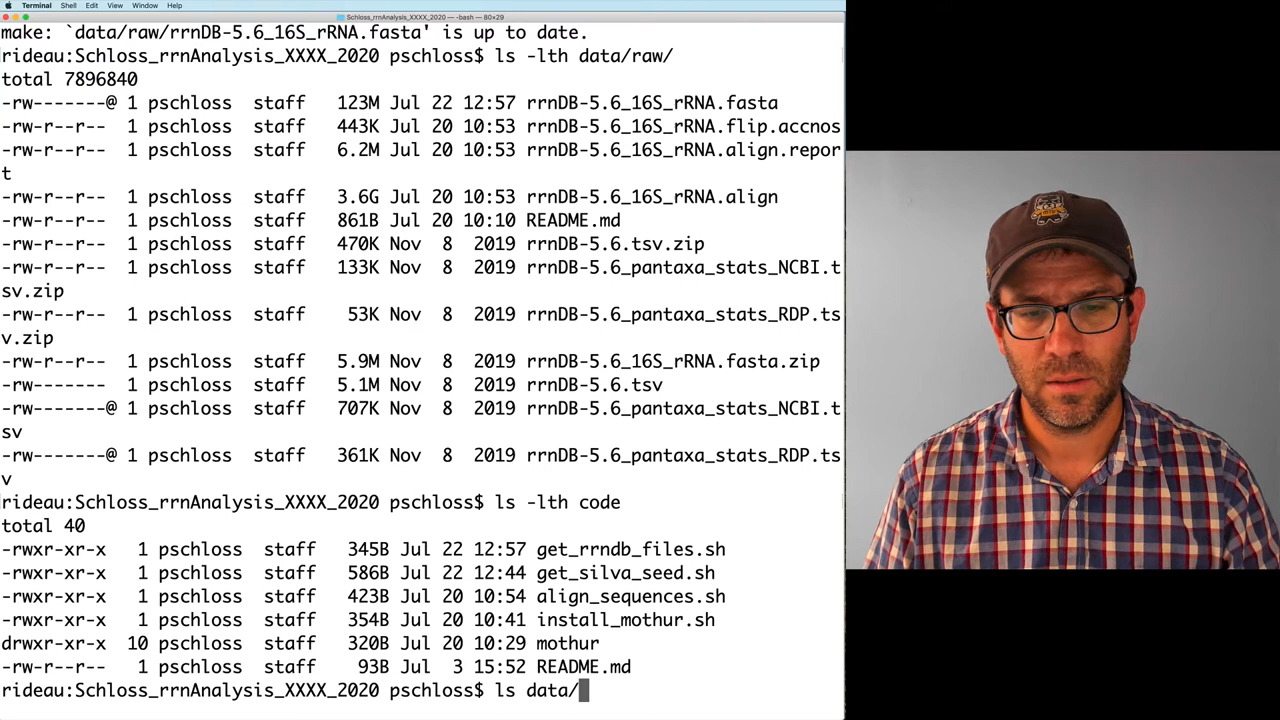 Terminal Shell Edit View Window Help
Schloss_rrnAnalysis_XXXX_2020 — -bash — 80×29
make: `data/raw/rrnDB-5.6_16S_rRNA.fasta' is up to date.
rideau:Schloss_rrnAnalysis_XXXX_2020 pschloss$ ls -lth data/raw/
total 7896840
-rw-------@ 1 pschloss staff 123M Jul 22 12:57 rrnDB-5.6_16S_rRNA.fasta
-rw-r--r-- 1 pschloss staff 443K Jul 20 10:53 rrnDB-5.6_16S_rRNA.flip.accnos
-rw-r--r-- 1 pschloss staff 6.2M Jul 20 10:53 rrnDB-5.6_16S_rRNA.align.repor
t
-rw-r--r-- 1 pschloss staff 3.6G Jul 20 10:53 rrnDB-5.6_16S_rRNA.align
-rw-r--r-- 1 pschloss staff 861B Jul 20 10:10 README.md
-rw-r--r-- 1 pschloss staff 470K Nov 8 2019 rrnDB-5.6.tsv.zip
-rw-r--r-- 1 pschloss staff 133K Nov 8 2019 rrnDB-5.6_pantaxa_stats_NCBI.t
sv.zip
-rw-r--r-- 1 pschloss staff 53K Nov 8 2019 rrnDB-5.6_pantaxa_stats_RDP.ts
v.zip
-rw-r--r-- 1 pschloss staff 5.9M Nov 8 2019 rrnDB-5.6_16S_rRNA.fasta.zip
-rw------- 1 pschloss staff 5.1M Nov 8 2019 rrnDB-5.6.tsv
-rw-------@ 1 pschloss staff 707K Nov 8 2019 rrnDB-5.6_pantaxa_stats_NCBI.t
sv
-rw-------@ 1 pschloss staff 361K Nov 8 2019 rrnDB-5.6_pantaxa_stats_RDP.ts
v
rideau:Schloss_rrnAnalysis_XXXX_2020 pschloss$ ls -lth code
total 40
-rwxr-xr-x 1 pschloss staff 345B Jul 22 12:57 get_rrndb_files.sh
-rwxr-xr-x 1 pschloss staff 586B Jul 22 12:44 get_silva_seed.sh
-rwxr-xr-x 1 pschloss staff 423B Jul 20 10:54 align_sequences.sh
-rwxr-xr-x 1 pschloss staff 354B Jul 20 10:41 install_mothur.sh
drwxr-xr-x 10 pschloss staff 320B Jul 20 10:29 mothur
-rw-r--r-- 1 pschloss staff 93B Jul 3 15:52 README.md
rideau:Schloss_rrnAnalysis_XXXX_2020 pschloss$ ls data/